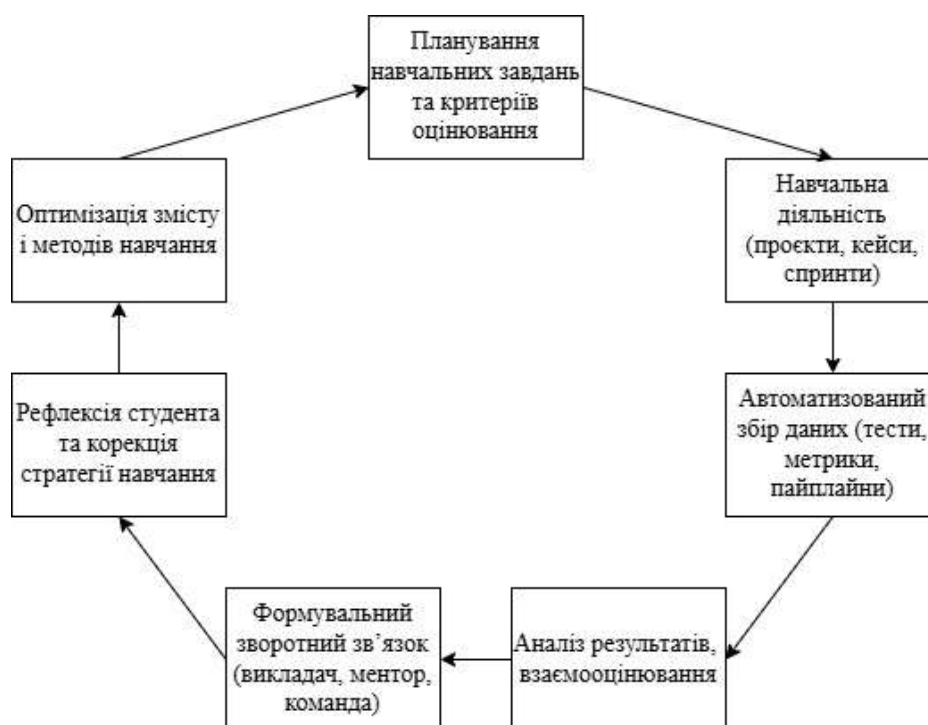 Планування
навчальних завдань
та критеріїв
оцінювання
Навчальна
діяльність
(проєкти, кейси,
спринти)
Автоматизований
збір даних (тести,
метрики,
пайплайни)
Аналіз результатів,
взаємооцінювання
Формувальний
зворотний зв’язок
(викладач, ментор,
команда)
Рефлексія студента
та корекція
стратегії навчання
Оптимізація змісту
і методів навчання